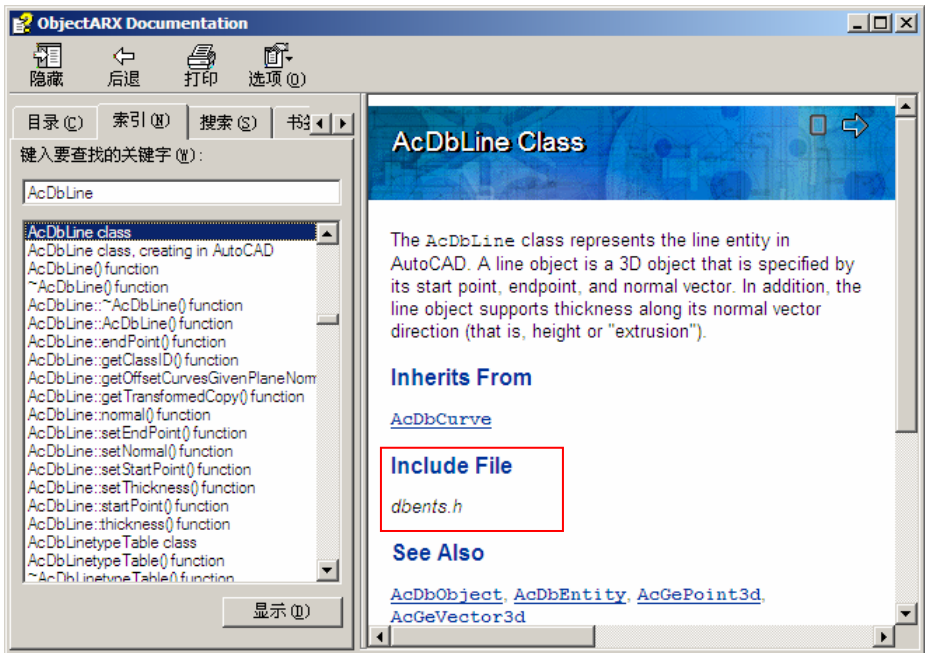 ObjectARX Documentation
隐藏 后退 打印 选项(O)
目录(C) 索引(N) 搜索(S)
键入要查找的关键字(W):
AcDbLine
AcDbLine class
AcDbLine class, creating in AutoCAD
AcDbLine() function
~AcDbLine() function
AcDbLine::~AcDbLine() function
AcDbLine::AcDbLine() function
AcDbLine::endPoint() function
AcDbLine::getClassID() function
AcDbLine::getOffsetCurvesGivenPlaneNorm
AcDbLine::getTransformedCopy() function
AcDbLine::normal() function
AcDbLine::setEndPoint() function
AcDbLine::setNormal() function
AcDbLine::setStartPoint() function
AcDbLine::setThickness() function
AcDbLine::startPoint() function
AcDbLine::thickness() function
AcDbLinetypeTable class
AcDbLinetypeTable() function
~AcDbLinetypeTable() function
显示(D)
AcDbLine Class
The AcDbLine class represents the line entity in
AutoCAD. A line object is a 3D object that is specified by
its start point, endpoint, and normal vector. In addition, the
line object supports thickness along its normal vector
direction (that is, height or "extrusion").
Inherits From
AcDbCurve
Include File
dbents.h
See Also
AcDbObject, AcDbEntity, AcGePoint3d,
AcGeVector3d